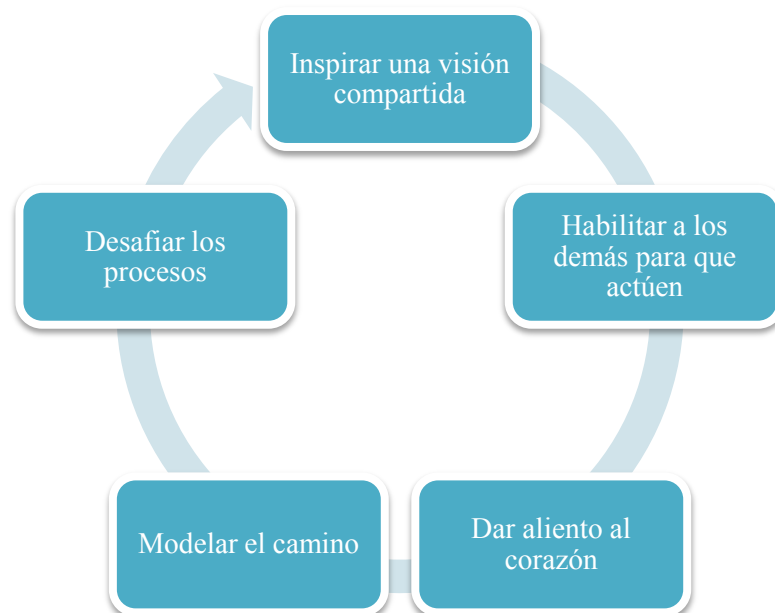 Inspirar una visión
compartida
Habilitar a los
demás para que
actúen
Dar aliento al
corazón
Modelar el camino
Desafiar los
procesos